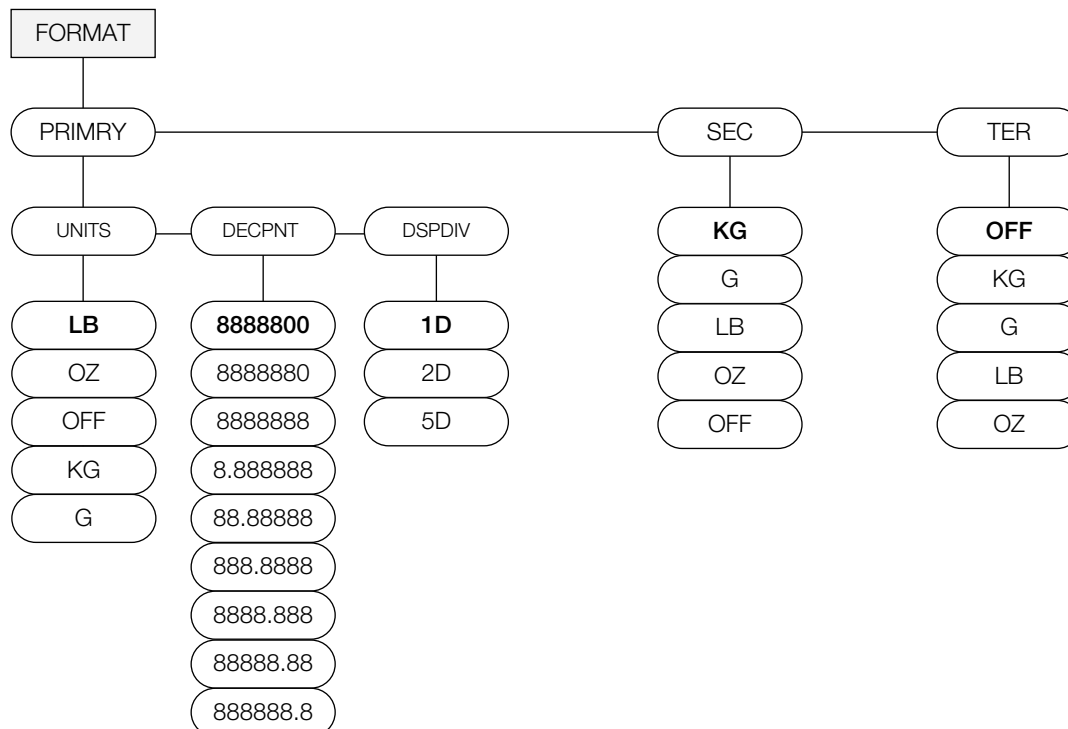 FORMAT
PRIMRY
SEC
TER
UNITS
DECPNT
DSPDIV
LB
OZ
OFF
KG
G
8888800
8888880
8888888
8.888888
88.88888
888.8888
8888.888
88888.88
888888.8
1D
2D
5D
KG
G
LB
OZ
OFF
OFF
KG
G
LB
OZ